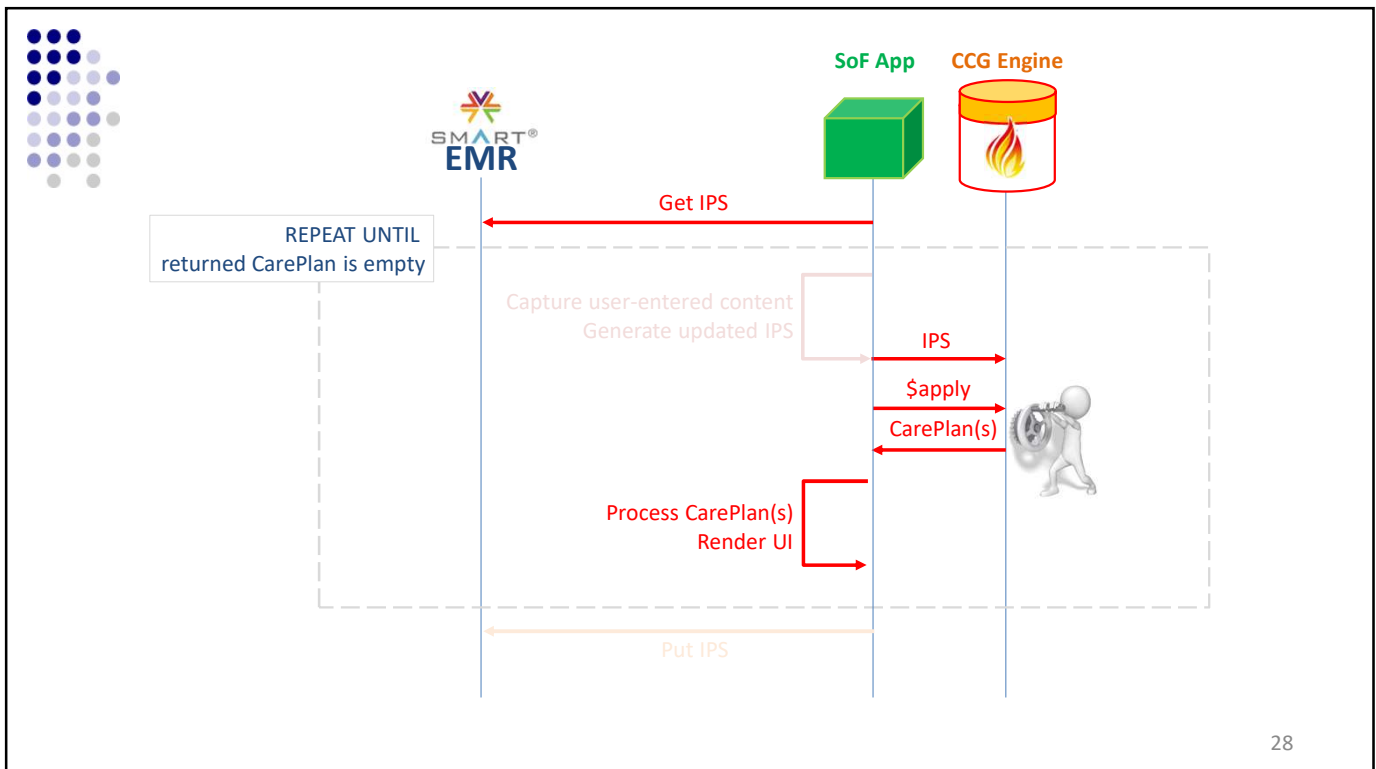 SoF App
CCG Engine
SMART®
EMR
Get IPS
REPEAT UNTIL
returned CarePlan is empty
Capture user-entered content
Generate updated IPS
IPS
$apply
CarePlan(s)
Process CarePlan(s)
Render UI
Put IPS
28